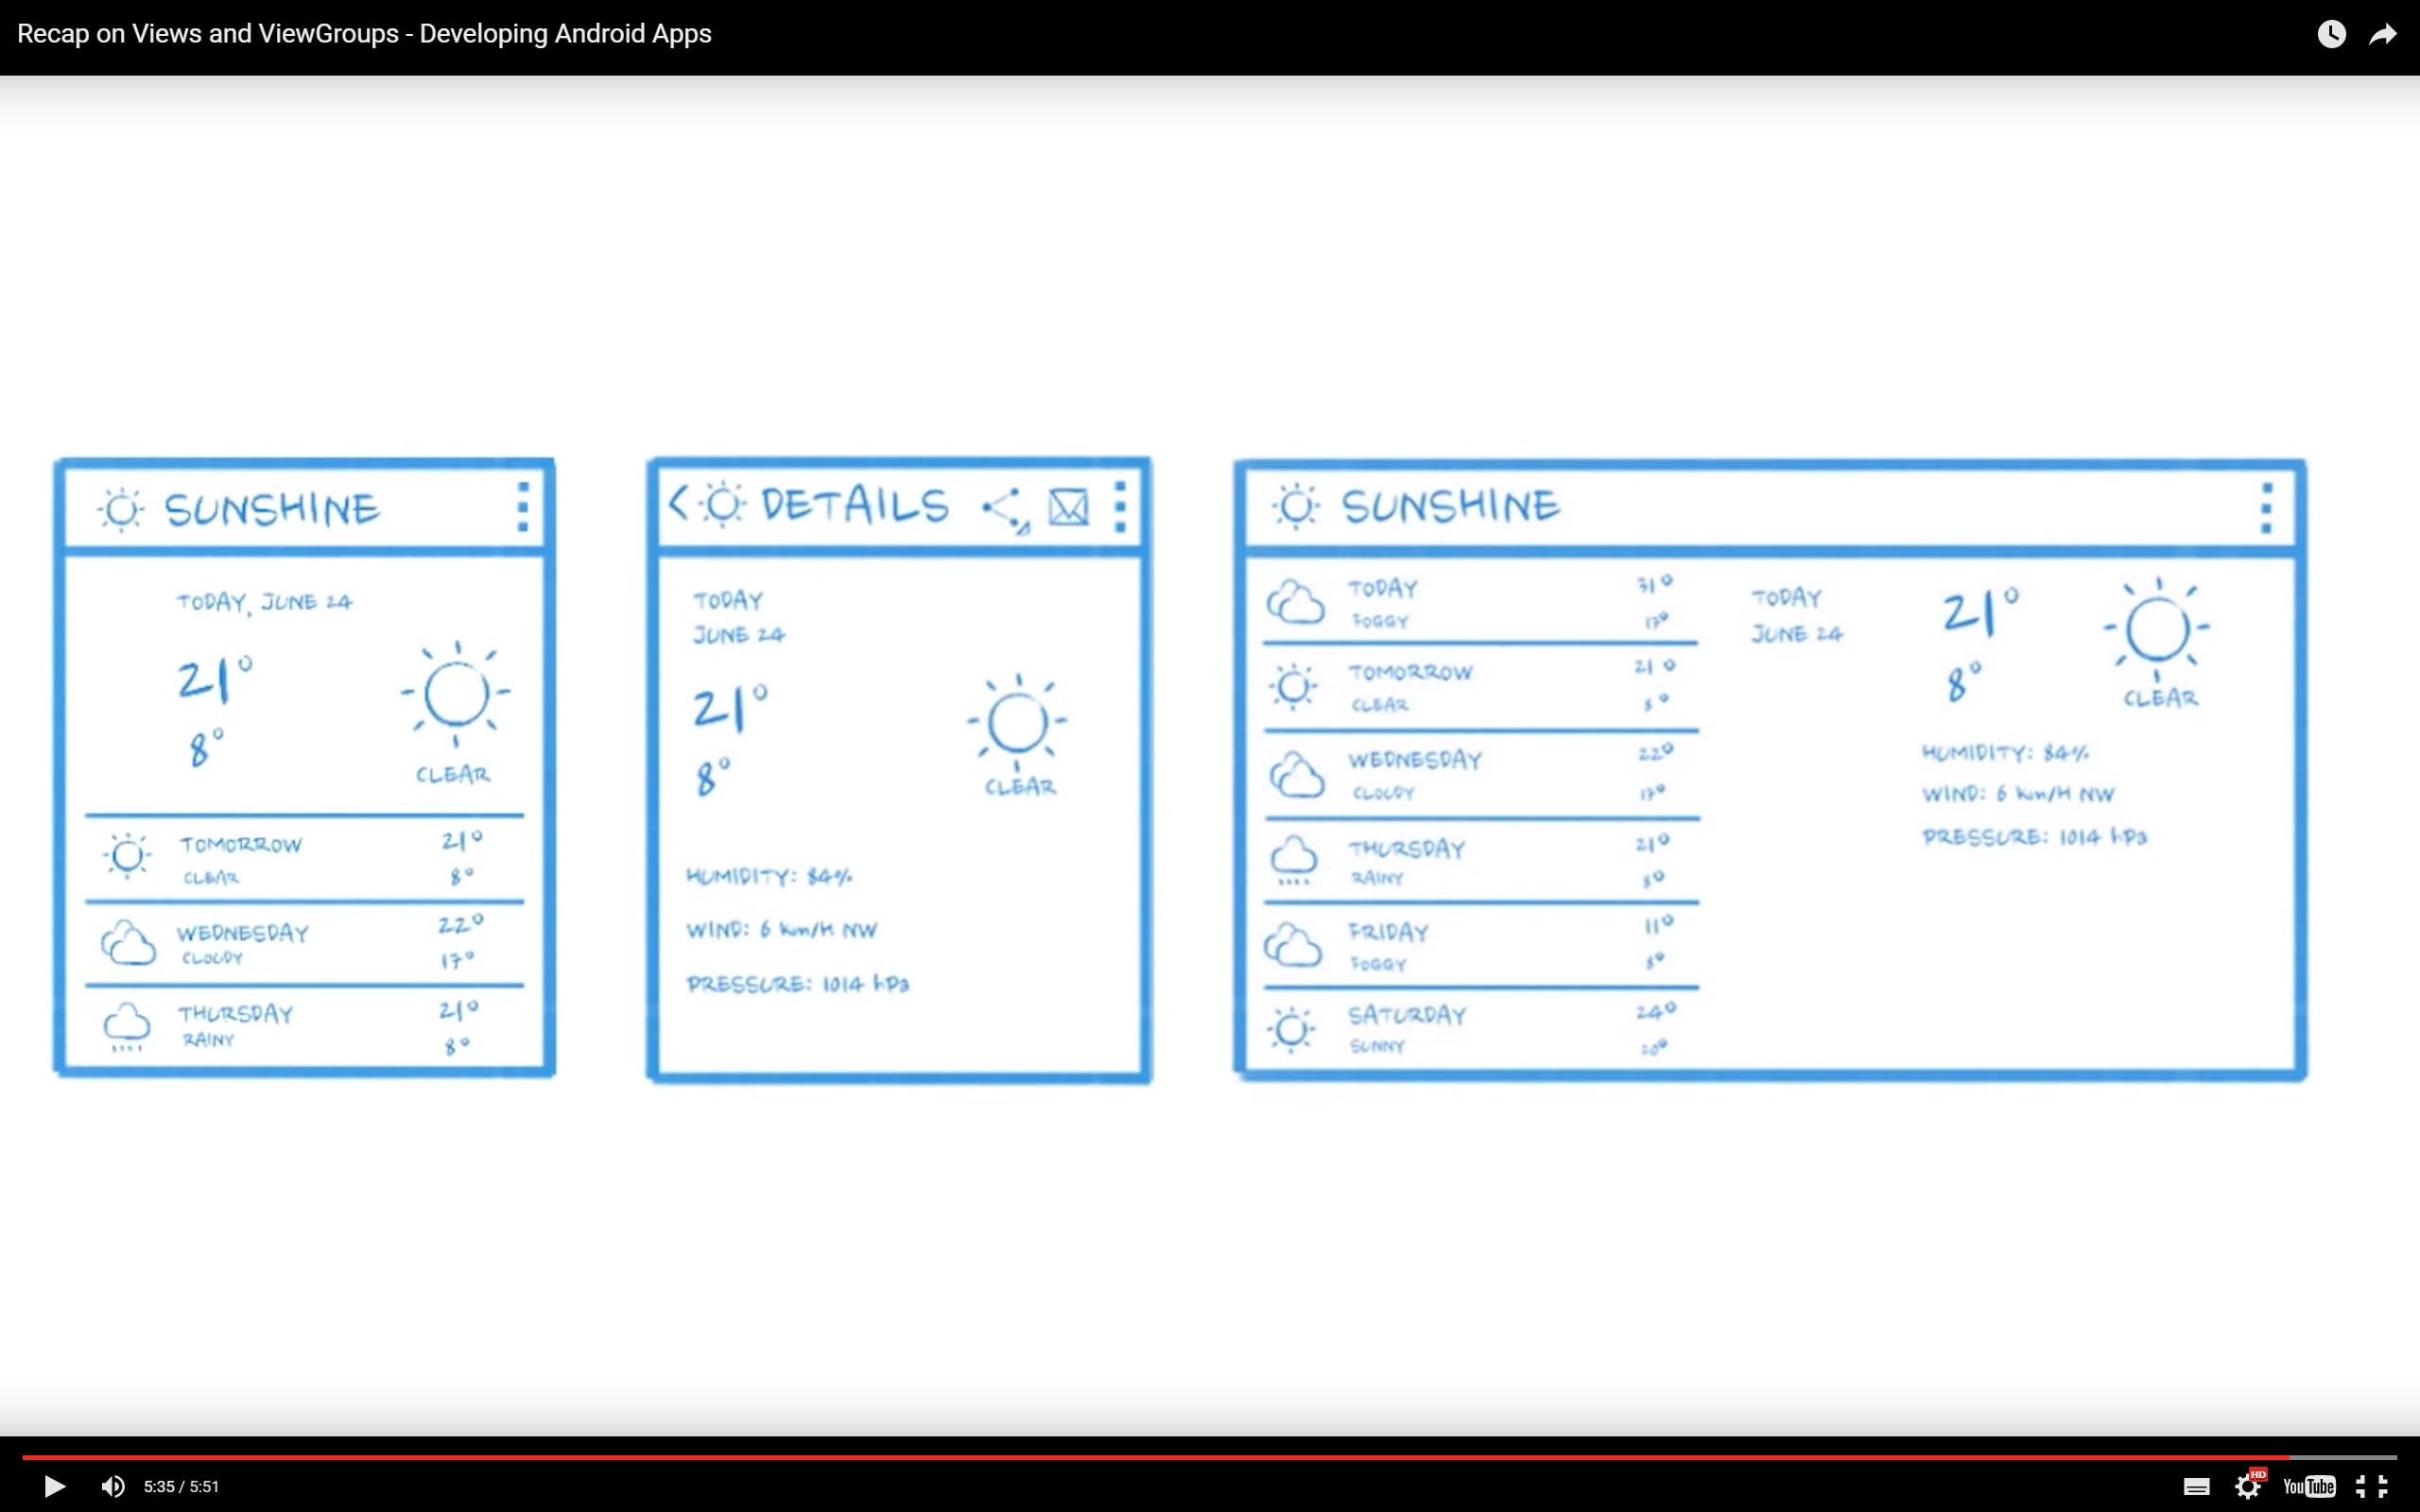 Recap on Views and ViewGroups - Developing Android Apps
SUNSHINE
TODAY, JUNE 24
21°
8°
CLEAR
TOMORROW 21°
CLEAR 8°
WEDNESDAY 22°
CLOUDY 17°
THURSDAY 21°
RAINY 8°
< DETAILS
TODAY
JUNE 24
21°
8°
CLEAR
HUMIDITY: 84%
WIND: 6 km/H NW
PRESSURE: 1014 hPa
SUNSHINE
TODAY 31°
FOGGY 17°
TOMORROW 21°
CLEAR 8°
WEDNESDAY 22°
CLOUDY 17°
THURSDAY 21°
RAINY 8°
FRIDAY 11°
FOGGY 8°
SATURDAY 24°
SUNNY 20°
TODAY
JUNE 24
21°
8°
CLEAR
HUMIDITY: 84%
WIND: 6 km/H NW
PRESSURE: 1014 hPa
5:35 / 5:51
HD
YouTube